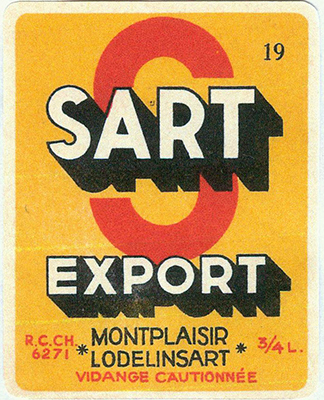 19
S
SART
EXPORT
R.C.CH. 6271 * MONTPLAISIR LODELINSART * 3/4 L.
VIDANGE CAUTIONNÉE